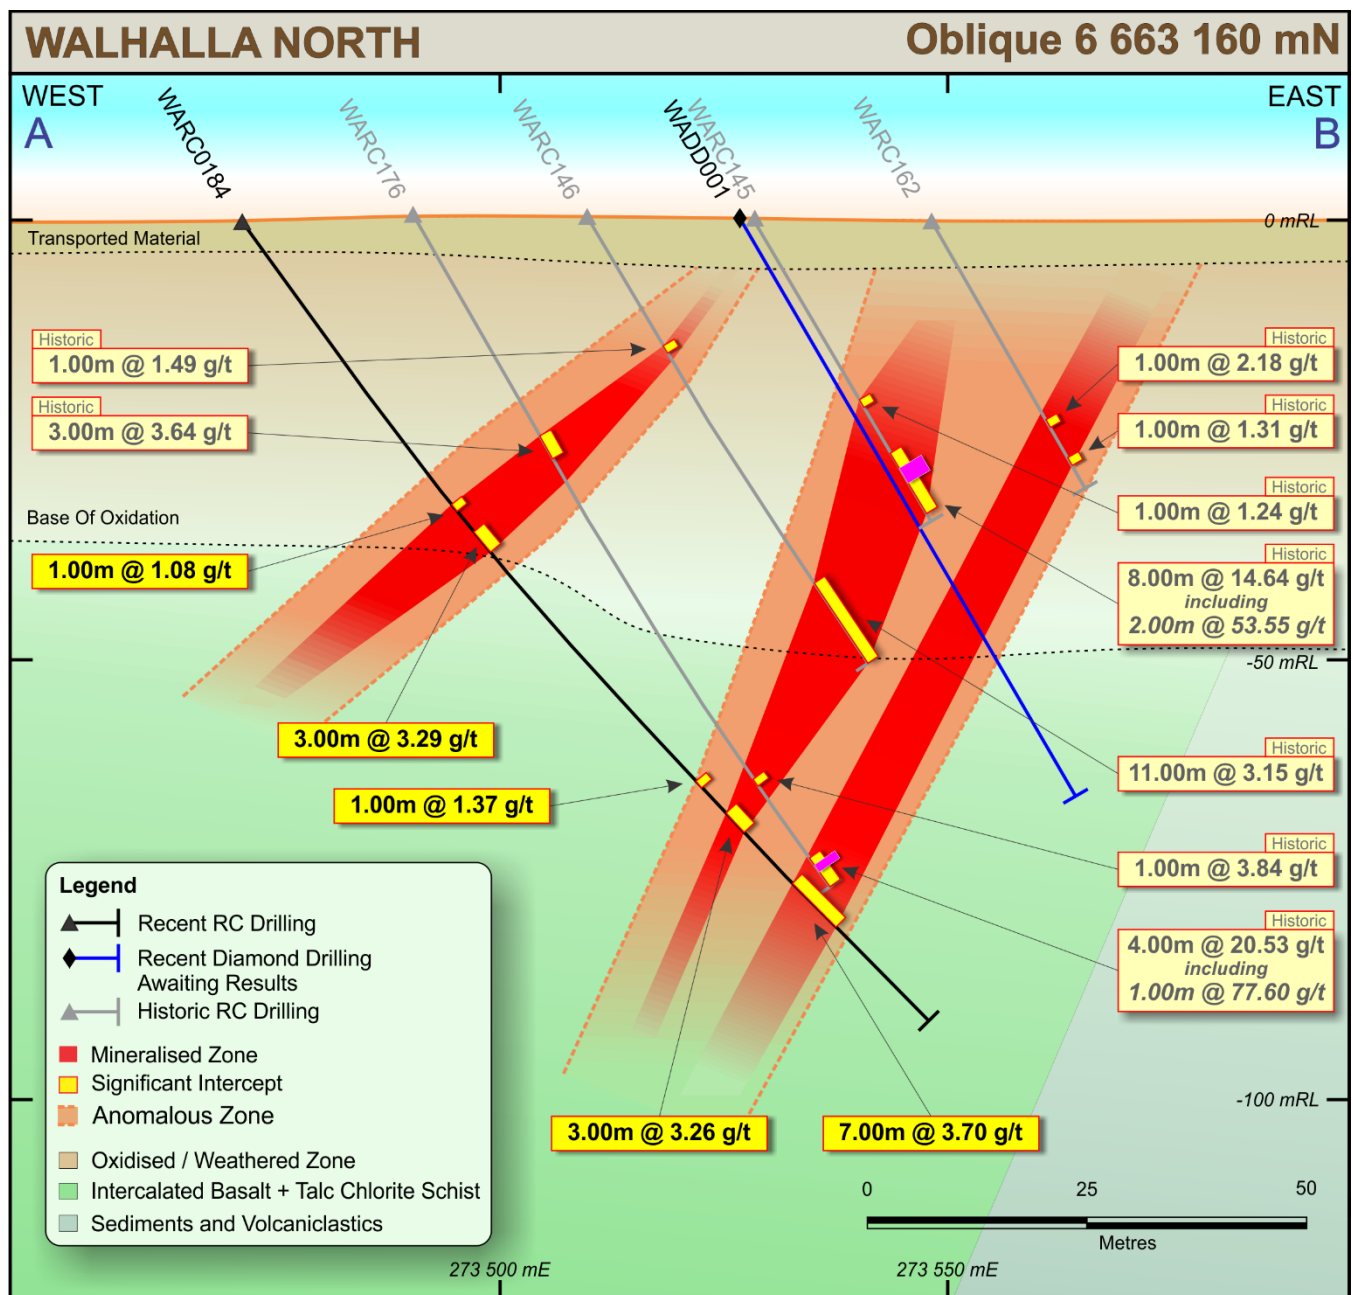 WALHALLA NORTH
Oblique 6 663 160 mN
WEST
EAST
A
B
WARC0184
WARC176
WARC146
WADD001
WARC145
WARC162
0 mRL
Transported Material
Historic
1.00m @ 1.49 g/t
Historic
3.00m @ 3.64 g/t
Base Of Oxidation
1.00m @ 1.08 g/t
3.00m @ 3.29 g/t
1.00m @ 1.37 g/t
Historic
1.00m @ 2.18 g/t
Historic
1.00m @ 1.31 g/t
Historic
1.00m @ 1.24 g/t
Historic
8.00m @ 14.64 g/t
including
2.00m @ 53.55 g/t
-50 mRL
Historic
11.00m @ 3.15 g/t
Historic
1.00m @ 3.84 g/t
Historic
4.00m @ 20.53 g/t
including
1.00m @ 77.60 g/t
-100 mRL
3.00m @ 3.26 g/t
7.00m @ 3.70 g/t
Legend
Recent RC Drilling
Recent Diamond Drilling
Awaiting Results
Historic RC Drilling
Mineralised Zone
Significant Intercept
Anomalous Zone
Oxidised / Weathered Zone
Intercalated Basalt + Talc Chlorite Schist
Sediments and Volcaniclastics
0 25 50
Metres
273 500 mE
273 550 mE